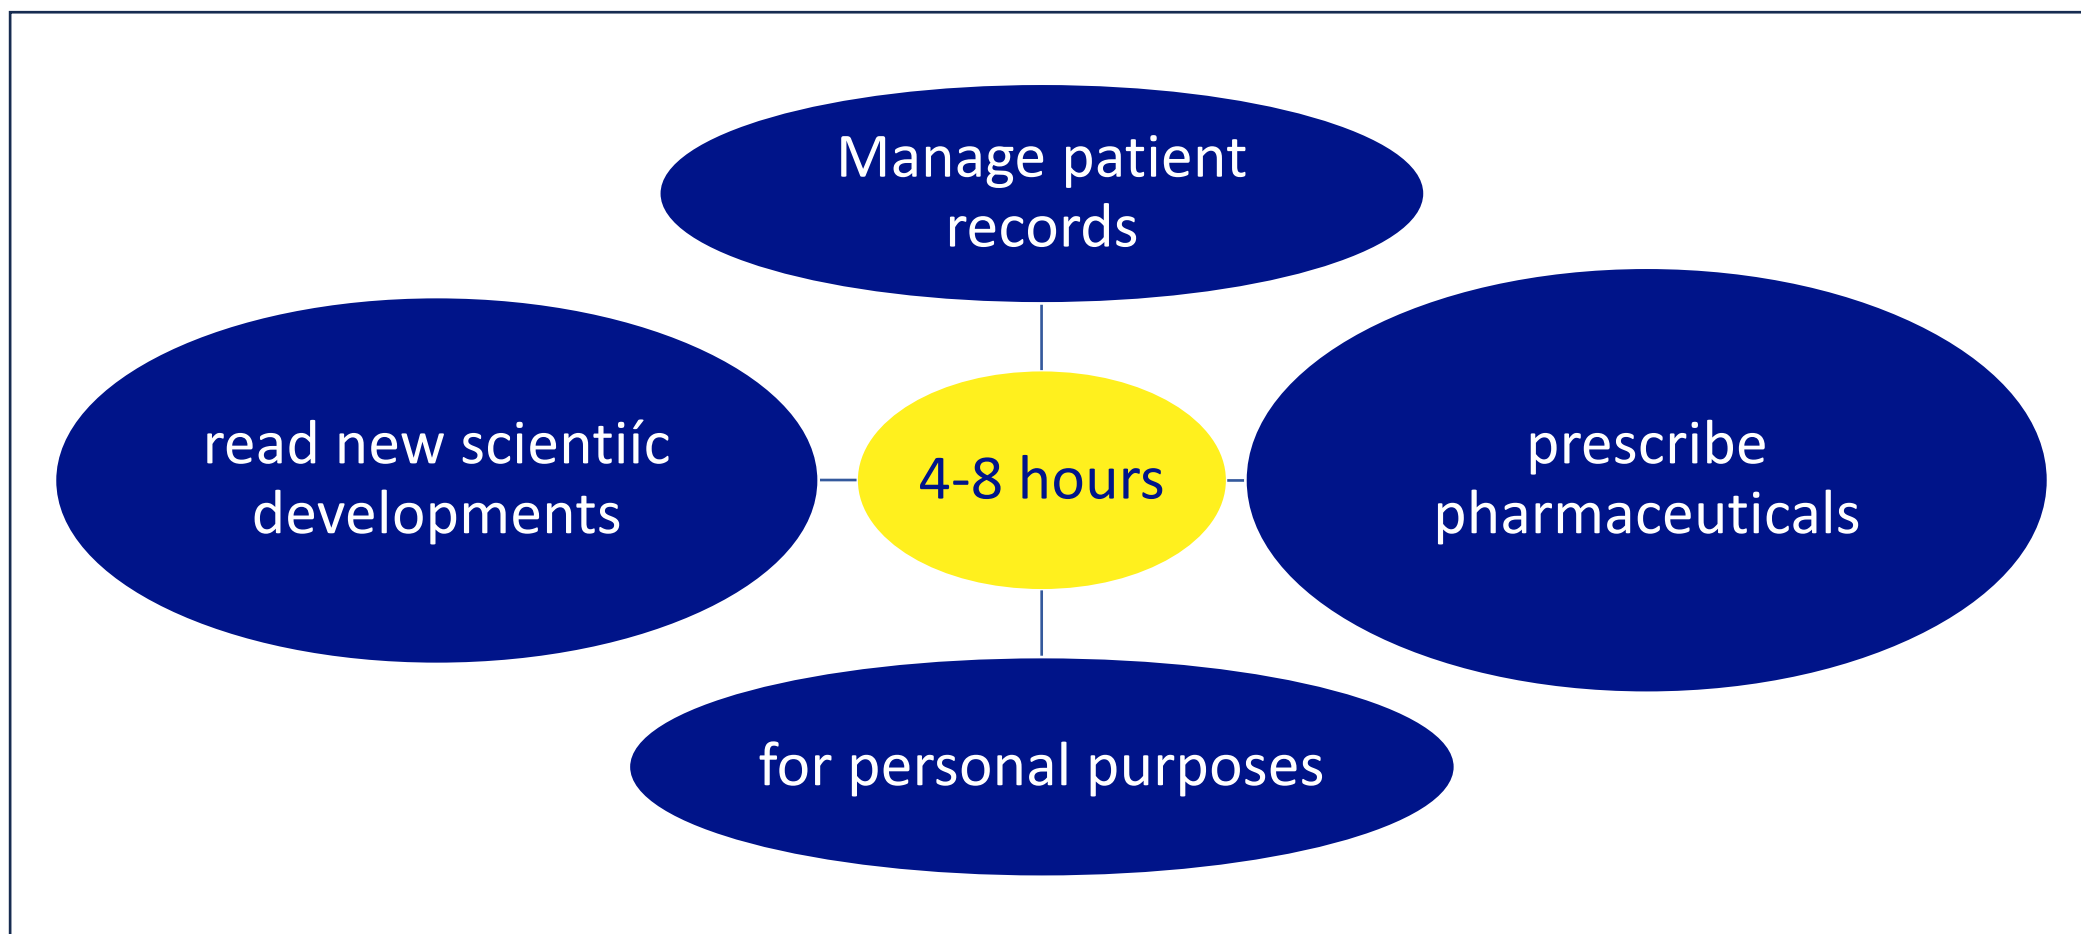 Manage patient
records
read new scientiíc
developments
4-8 hours
prescribe
pharmaceuticals
for personal purposes